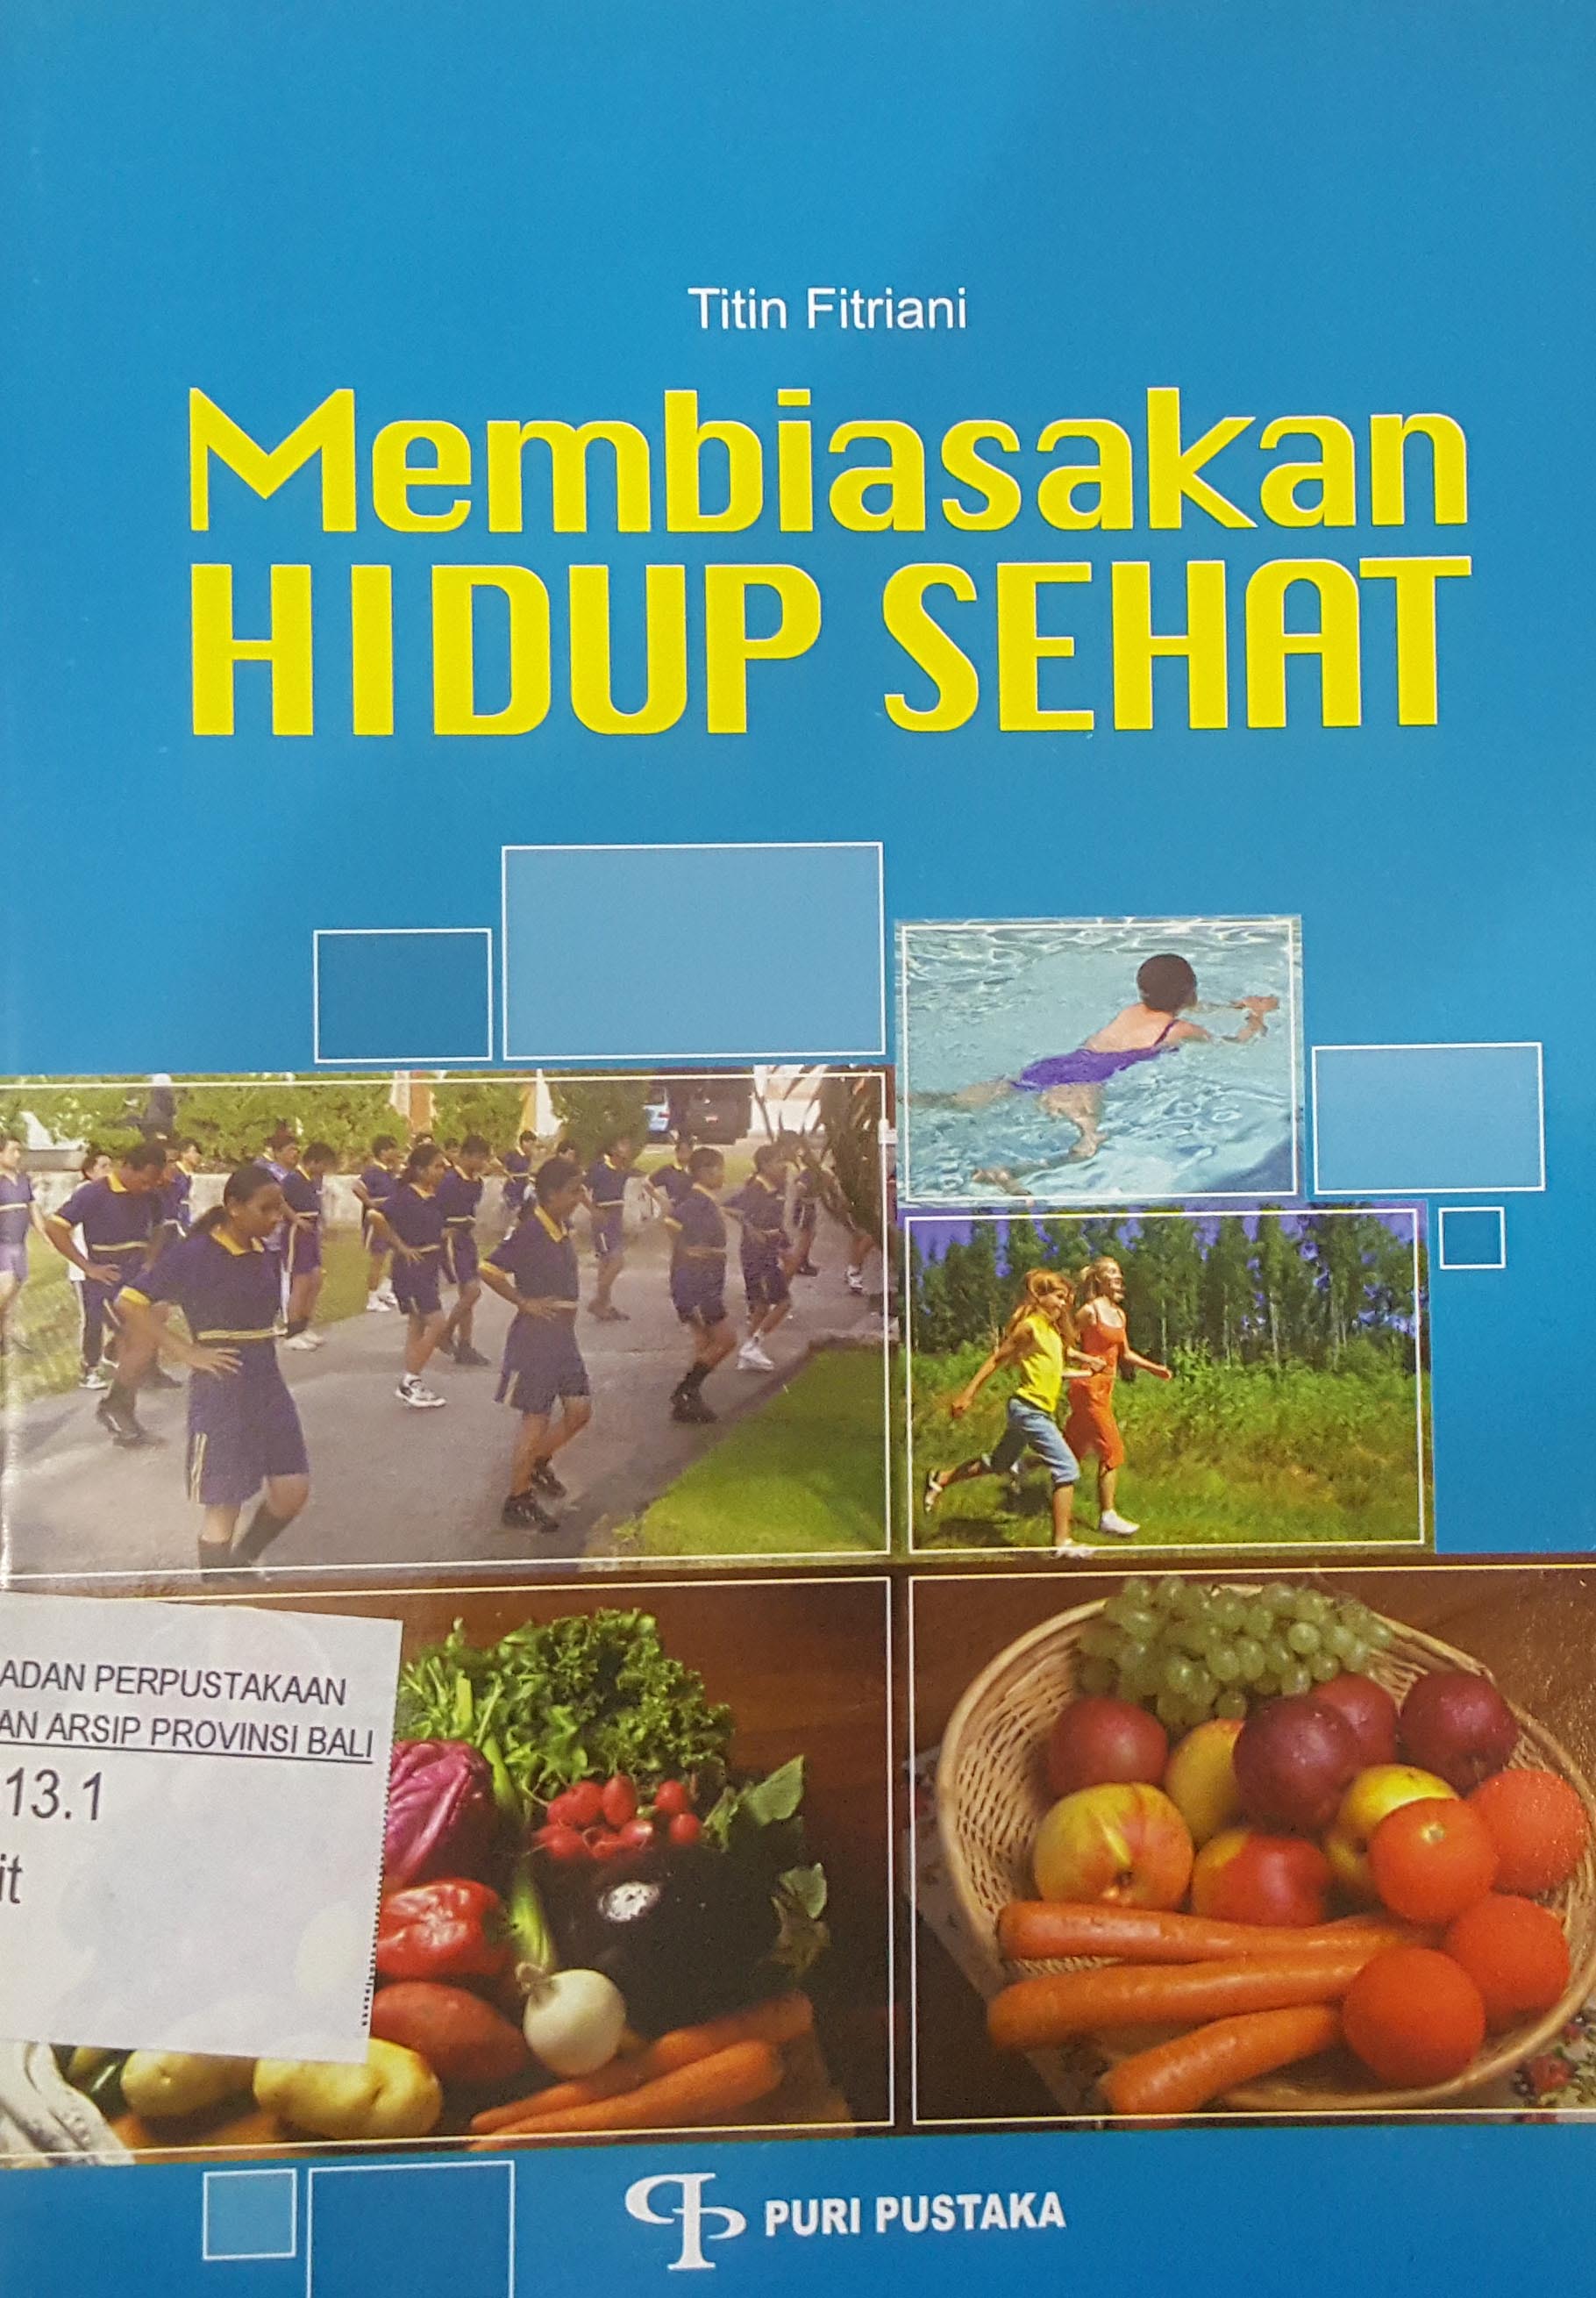 Titin Fitriani
Membiasakan
HIDUP SEHAT
ADAN PERPUSTAKAAN
AN ARSIP PROVINSI BALI
13.1
it
PURI PUSTAKA